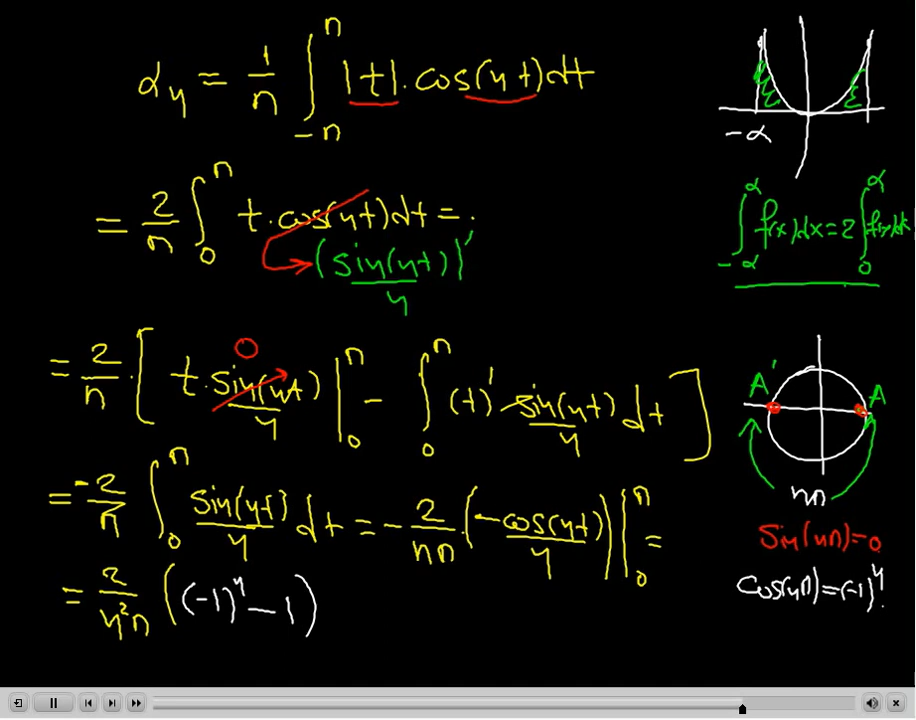 α_n = 1/π ∫_{-π}^{π} |t|·cos(nt)dt
= 2/π ∫_0^π t·cos(nt)dt =
(sin(nt)/n)'
= 2/π·[ t·sin(nt)/n |_0^π - ∫_0^π (t)' sin(nt)/n dt ]
0
= -2/π ∫_0^π sin(nt)/n dt = -2/(nπ)·(-cos(nt)/n)|_0^π =
= 2/(n²π) ((-1)^n - 1)
-α
∫_{-α}^{α} f(x)dx = 2∫_0^α f(x)dx
A' A
nπ
Sin(nπ)=0
Cos(nπ)=(-1)^n